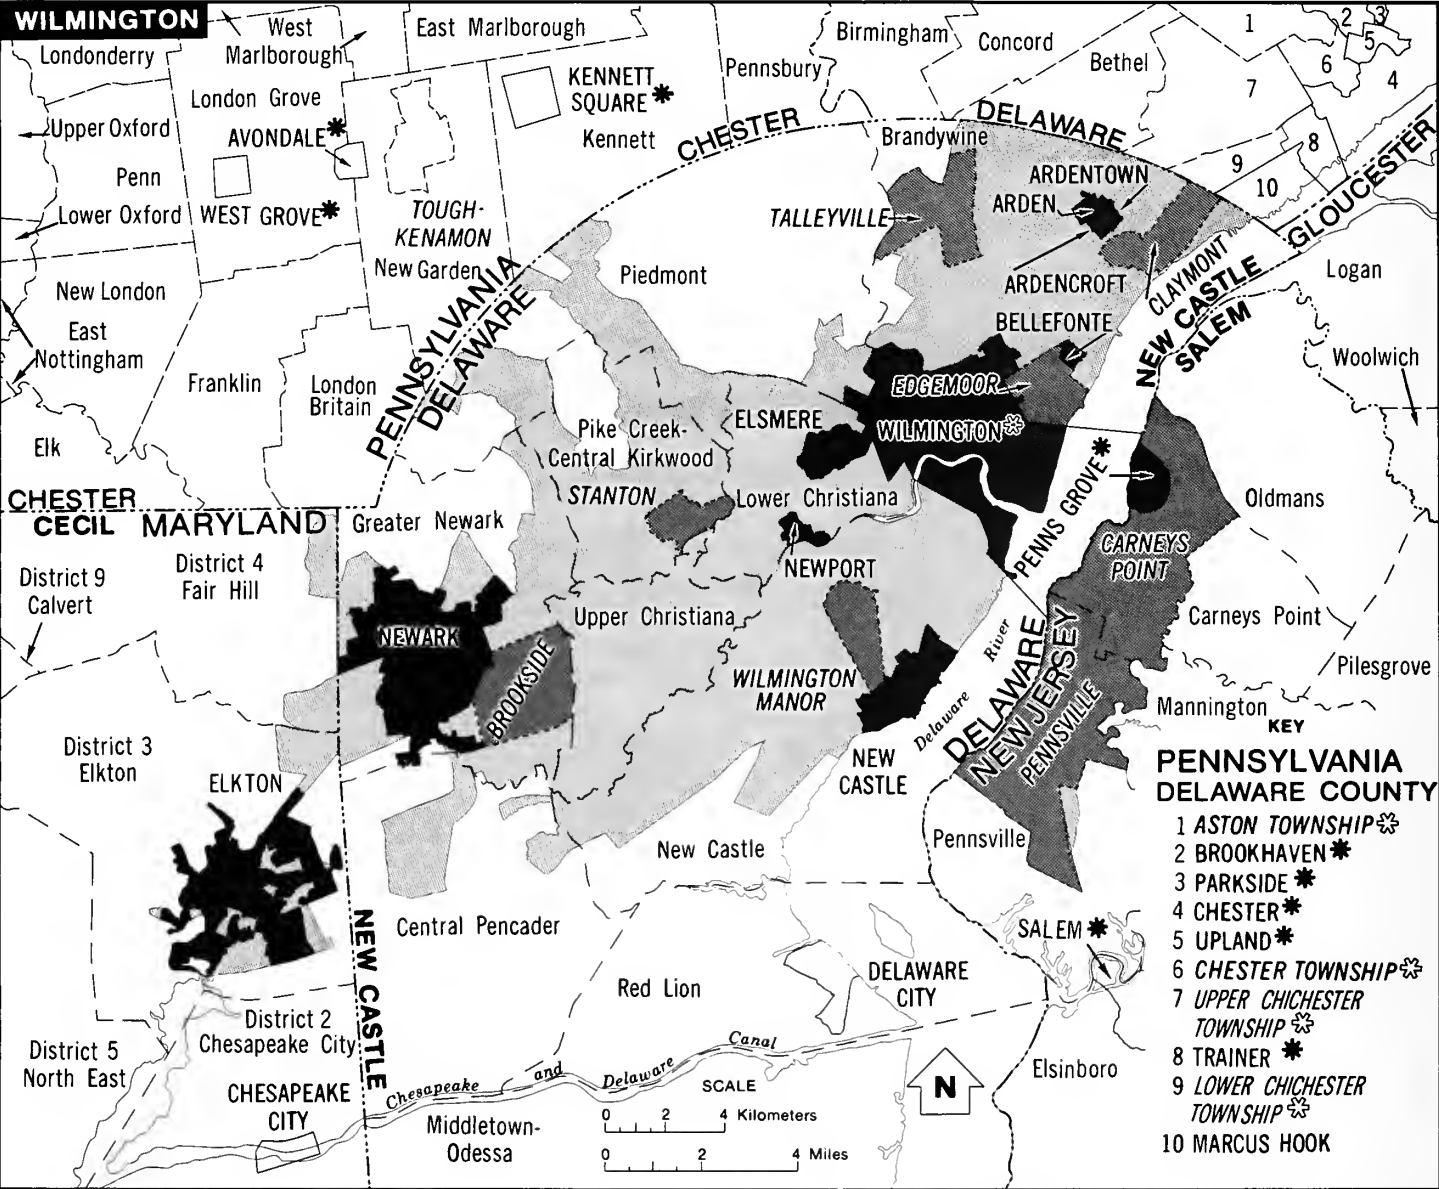 WILMINGTON
West
Marlborough
East Marlborough
Londonderry
Birmingham
Concord
Bethel
Pennsbury
1
2
3
5
6
4
7
8
9
10
London Grove
AVONDALE✱
KENNETT
SQUARE✱
Kennett
Upper Oxford
Penn
Lower Oxford
WEST GROVE✱
TOUGH-
KENAMON
New Garden
CHESTER
DELAWARE
GLOUCESTER
Brandywine
ARDENTOWN
ARDEN
TALLEYVILLE
ARDENCROFT
CLAYMONT
NEW CASTLE
SALEM
Logan
New London
East
Nottingham
Franklin
London
Britain
Elk
PENNSYLVANIA
DELAWARE
Piedmont
BELLEFONTE
EDGEMOOR
WILMINGTON
Woolwich
ELSMERE
Pike Creek-
Central Kirkwood
STANTON
Lower Christiana
NEWPORT
PENNS GROVE✱
Oldmans
CARNEYS
POINT
CHESTER
CECIL MARYLAND
Greater Newark
District 4
Fair Hill
District 9
Calvert
NEWARK
BROOKSIDE
Upper Christiana
WILMINGTON
MANOR
River
Delaware
DELAWARE
NEW JERSEY
PENNSVILLE
Carneys Point
Pilesgrove
Mannington
District 3
Elkton
ELKTON
NEW
CASTLE
New Castle
Pennsville
Central Pencader
NEW CASTLE
Red Lion
DELAWARE
CITY
SALEM✱
Elsinboro
District 2
Chesapeake City
District 5
North East
CHESAPEAKE
CITY
Chesapeake and Delaware Canal
Middletown-
Odessa
SCALE
0 2 4 Kilometers
0 2 4 Miles
N
KEY
PENNSYLVANIA
DELAWARE COUNTY
1 ASTON TOWNSHIP
2 BROOKHAVEN✱
3 PARKSIDE✱
4 CHESTER✱
5 UPLAND✱
6 CHESTER TOWNSHIP
7 UPPER CHICHESTER
TOWNSHIP
8 TRAINER✱
9 LOWER CHICHESTER
TOWNSHIP
10 MARCUS HOOK